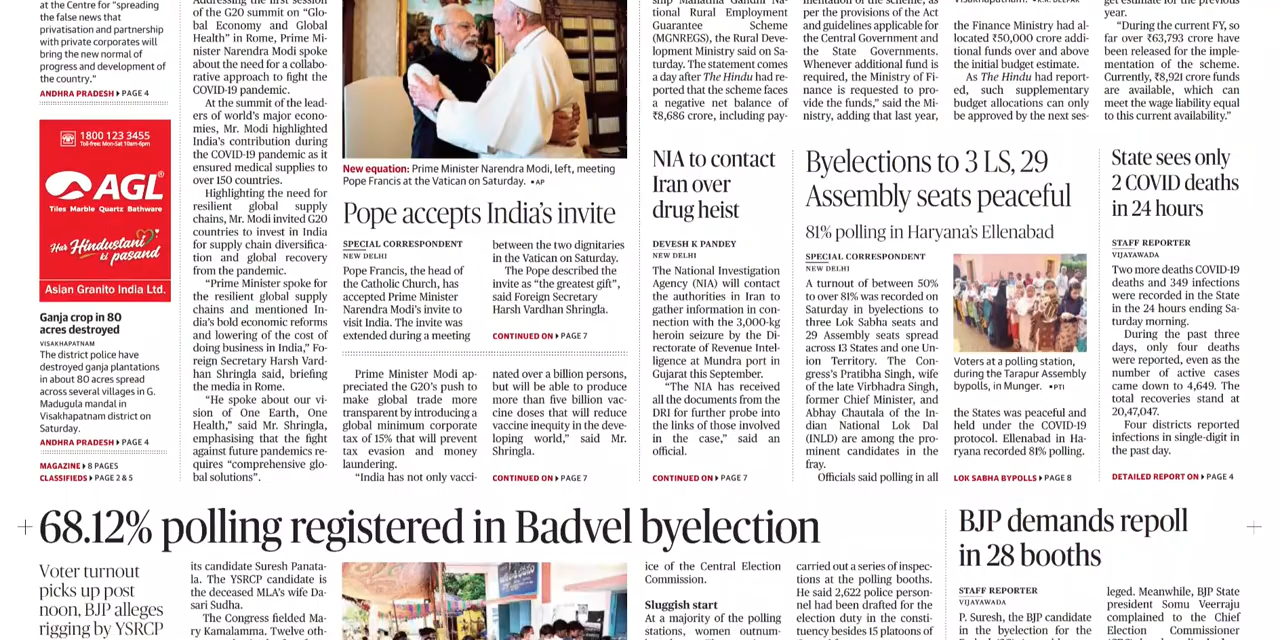 at the Centre for "spreading
the false news that
privatisation and partnership
with private corporates will
bring the new normal of
progress and development of
the country."
ANDHRA PRADESH PAGE 4
1800 123 3455
Toll-free: Mon-Sat 10am-6pm
AGL
Tiles Marble Quartz Bathware
Har Hindustani
ki pasand
Asian Granito India Ltd.
Ganja crop in 80
acres destroyed
VISAKHAPATNAM
The district police have
destroyed ganja plantations
in about 80 acres spread
across several villages in G.
Madugula mandal in
Visakhapatnam district on
Saturday.
ANDHRA PRADESH PAGE 4
MAGAZINE 8 PAGES
CLASSIFIEDS PAGE 2 & 5
Addressing the first session
of the G20 summit on "Glo-
bal Economy and Global
Health" in Rome, Prime Mi-
nister Narendra Modi spoke
about the need for a collabo-
rative approach to fight the
COVID-19 pandemic.
At the summit of the lead-
ers of world's major econo-
mies, Mr. Modi highlighted
India's contribution during
the COVID-19 pandemic as it
ensured medical supplies to
over 150 countries.
Highlighting the need for
resilient global supply
chains, Mr. Modi invited G20
countries to invest in India
for supply chain diversifica-
tion and global recovery
from the pandemic.
"Prime Minister spoke for
the resilient global supply
chains and mentioned In-
dia's bold economic reforms
and lowering of the cost of
doing business in India," Fo-
reign Secretary Harsh Vard-
han Shringla said, briefing
the media in Rome.
"He spoke about our vi-
sion of One Earth, One
Health," said Mr. Shringla,
emphasising that the fight
against future pandemics re-
quires "comprehensive glo-
bal solutions".
New equation: Prime Minister Narendra Modi, left, meeting
Pope Francis at the Vatican on Saturday. AP
Pope accepts India's invite
SPECIAL CORRESPONDENT
NEW DELHI
Pope Francis, the head of
the Catholic Church, has
accepted Prime Minister
Narendra Modi's invite to
visit India. The invite was
extended during a meeting
between the two dignitaries
in the Vatican on Saturday.
The Pope described the
invite as "the greatest gift",
said Foreign Secretary
Harsh Vardhan Shringla.
CONTINUED ON PAGE 7
Prime Minister Modi ap-
preciated the G20's push to
make global trade more
transparent by introducing a
global minimum corporate
tax of 15% that will prevent
tax evasion and money
laundering.
"India has not only vacci-
nated over a billion persons,
but will be able to produce
more than five billion vac-
cine doses that will reduce
vaccine inequity in the deve-
loping world," said Mr.
Shringla.
CONTINUED ON PAGE 7
ship Mahatma Gandhi Na-
tional Rural Employment
Guarantee Scheme
(MGNREGS), the Rural Deve-
lopment Ministry said on Sa-
turday. The statement comes
a day after The Hindu had re-
ported that the scheme faces
a negative net balance of
₹8,686 crore, including pay-
mentation of the scheme, as
per the provisions of the Act
and guidelines applicable for
the Central Government and
the State Governments.
Whenever additional fund is
required, the Ministry of Fi-
nance is requested to pro-
vide the funds," said the Mi-
nistry, adding that last year,
Visakhapatnam. K.R. DEEPAK
the Finance Ministry had al-
located ₹50,000 crore addi-
tional funds over and above
the initial budget estimate.
As The Hindu had report-
ed, such supplementary
budget allocations can only
be approved by the next ses-
get estimate for the previous
year.
"During the current FY, so
far over ₹63,793 crore have
been released for the imple-
mentation of the scheme.
Currently, ₹8,921 crore funds
are available, which can
meet the wage liability equal
to this current availability."
NIA to contact
Iran over
drug heist
DEVESH K PANDEY
NEW DELHI
The National Investigation
Agency (NIA) will contact
the authorities in Iran to
gather information in con-
nection with the 3,000-kg
heroin seizure by the Di-
rectorate of Revenue Intel-
ligence at Mundra port in
Gujarat this September.
"The NIA has received
all the documents from the
DRI for further probe into
the links of those involved
in the case," said an
official.
CONTINUED ON PAGE 7
Byelections to 3 LS, 29
Assembly seats peaceful
81% polling in Haryana's Ellenabad
SPECIAL CORRESPONDENT
NEW DELHI
A turnout of between 50%
to over 81% was recorded on
Saturday in byelections to
three Lok Sabha seats and
29 Assembly seats spread
across 13 States and one Un-
ion Territory. The Con-
gress's Pratibha Singh, wife
of the late Virbhadra Singh,
former Chief Minister, and
Abhay Chautala of the In-
dian National Lok Dal
(INLD) are among the pro-
minent candidates in the
fray.
Officials said polling in all
Voters at a polling station,
during the Tarapur Assembly
bypolls, in Munger. PTI
the States was peaceful and
held under the COVID-19
protocol. Ellenabad in Ha-
ryana recorded 81% polling.
LOK SABHA BYPOLLS PAGE 8
State sees only
2 COVID deaths
in 24 hours
STAFF REPORTER
VIJAYAWADA
Two more deaths COVID-19
deaths and 349 infections
were recorded in the State
in the 24 hours ending Sa-
turday morning.
During the past three
days, only four deaths
were reported, even as the
number of active cases
came down to 4,649. The
total recoveries stand at
20,47,047.
Four districts reported
infections in single-digit in
the past day.
DETAILED REPORT ON PAGE 4
68.12% polling registered in Badvel byelection
Voter turnout
picks up post
noon, BJP alleges
rigging by YSRCP
its candidate Suresh Panata-
la. The YSRCP candidate is
the deceased MLA's wife Da-
sari Sudha.
The Congress fielded Ma-
ry Kamalamma. Twelve oth-
ice of the Central Election
Commission.
Sluggish start
At a majority of the polling
stations, women outnum-
carried out a series of inspec-
tions at the polling booths.
He said 2,622 police person-
nel had been drafted for the
election duty in the consti-
tuency besides 15 platoons of
BJP demands repoll
in 28 booths
STAFF REPORTER
VIJAYAWADA
P. Suresh, the BJP candidate
in the byelection for the
leged. Meanwhile, BJP State
president Somu Veerraju
complained to the Chief
Election Commissioner